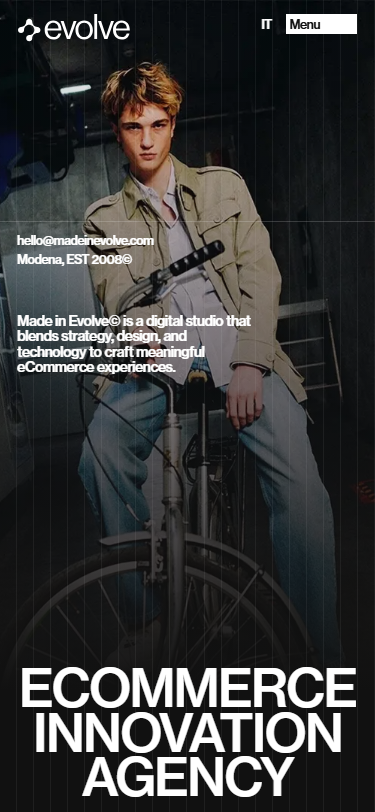 evolve
IT
Menu
hello@madeinevolve.com
Modena, EST 2008©
Made in Evolve© is a digital studio that
blends strategy, design, and
technology to craft meaningful
eCommerce experiences.
ECOMMERCE
INNOVATION
AGENCY